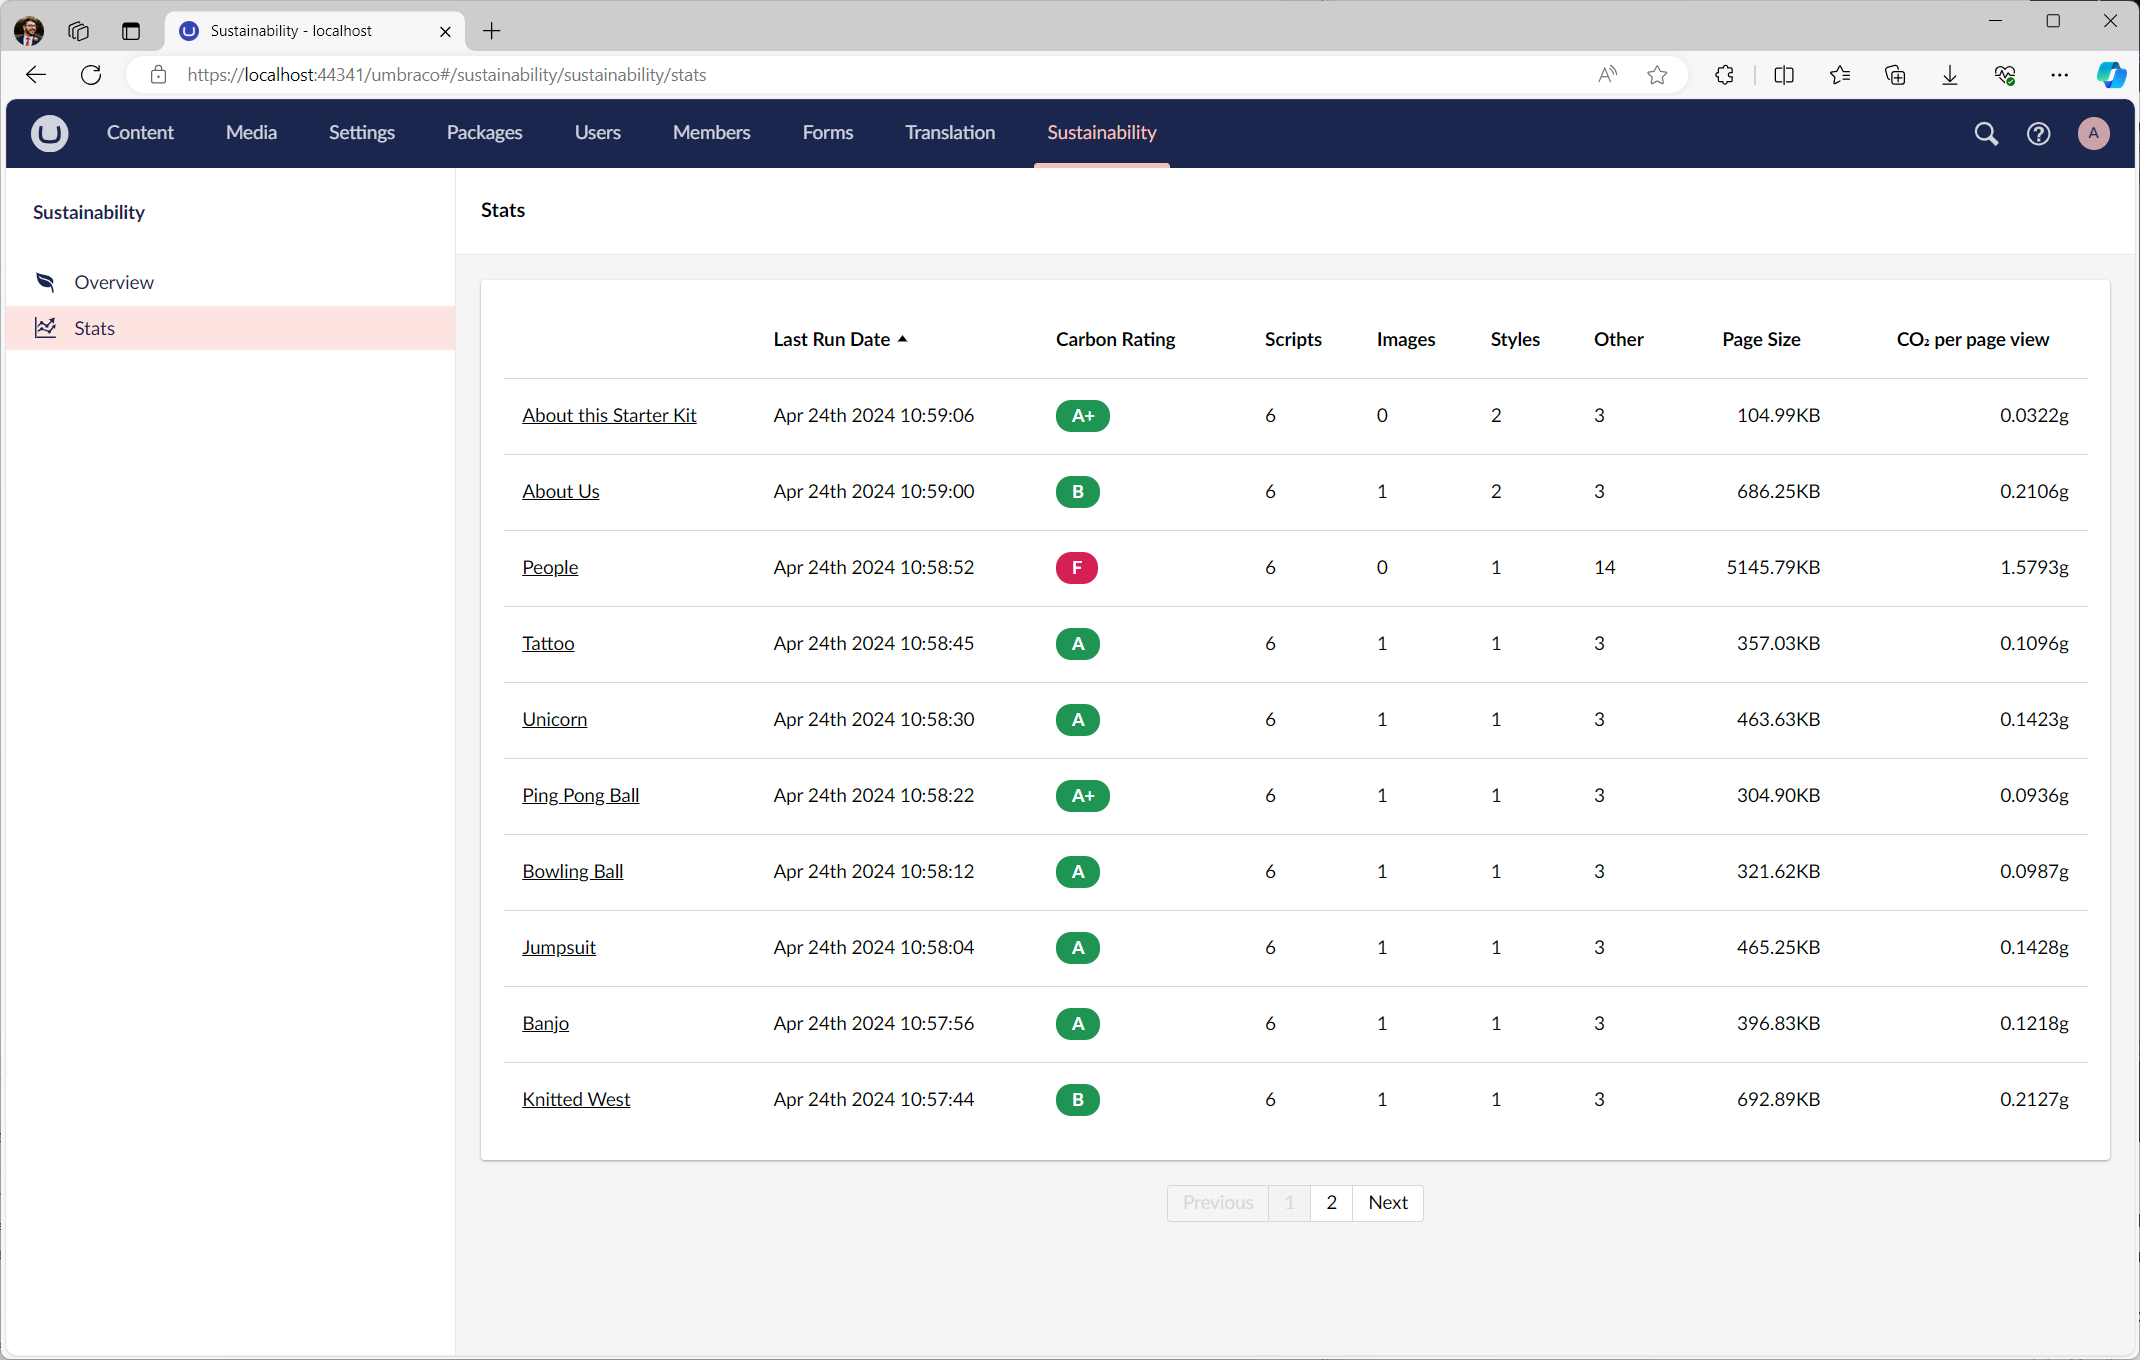 Sustainability - localhost
https://localhost:44341/umbraco#/sustainability/sustainability/stats
Content Media Settings Packages Users Members Forms Translation Sustainability A
Sustainability
Overview
Stats
Stats
Last Run Date Carbon Rating Scripts Images Styles Other Page Size CO₂ per page view
About this Starter Kit Apr 24th 2024 10:59:06 A+ 6 0 2 3 104.99KB 0.0322g
About Us Apr 24th 2024 10:59:00 B 6 1 2 3 686.25KB 0.2106g
People Apr 24th 2024 10:58:52 F 6 0 1 14 5145.79KB 1.5793g
Tattoo Apr 24th 2024 10:58:45 A 6 1 1 3 357.03KB 0.1096g
Unicorn Apr 24th 2024 10:58:30 A 6 1 1 3 463.63KB 0.1423g
Ping Pong Ball Apr 24th 2024 10:58:22 A+ 6 1 1 3 304.90KB 0.0936g
Bowling Ball Apr 24th 2024 10:58:12 A 6 1 1 3 321.62KB 0.0987g
Jumpsuit Apr 24th 2024 10:58:04 A 6 1 1 3 465.25KB 0.1428g
Banjo Apr 24th 2024 10:57:56 A 6 1 1 3 396.83KB 0.1218g
Knitted West Apr 24th 2024 10:57:44 B 6 1 1 3 692.89KB 0.2127g
Previous 1 2 Next